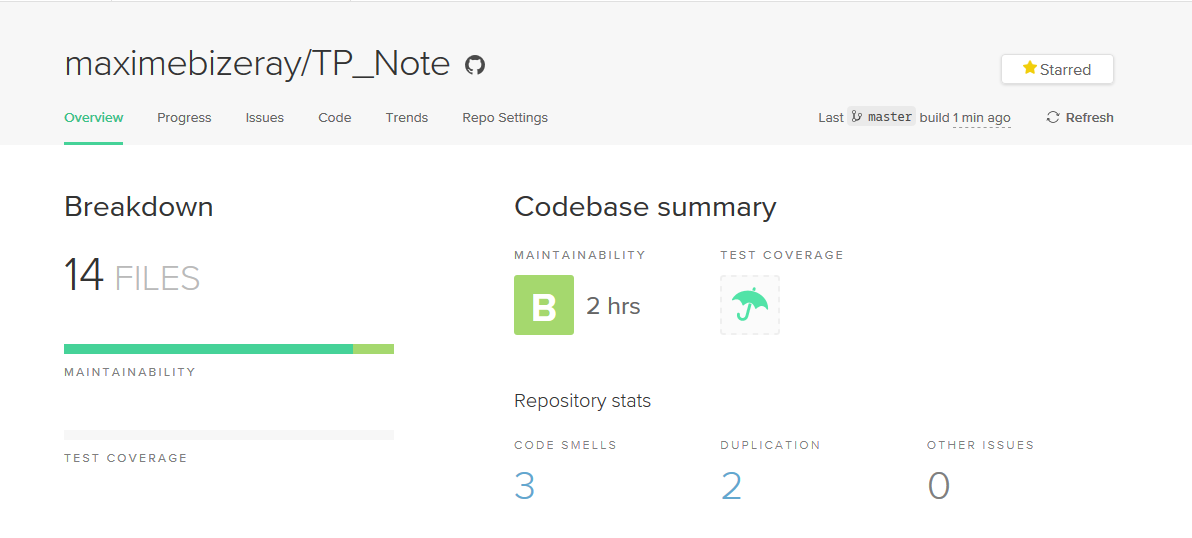 maximebizeray/TP_Note
Starred
Overview Progress Issues Code Trends Repo Settings
Last master build 1 min ago Refresh
Breakdown
14 FILES
MAINTAINABILITY
TEST COVERAGE
Codebase summary
MAINTAINABILITY TEST COVERAGE
B 2 hrs
Repository stats
CODE SMELLS DUPLICATION OTHER ISSUES
3 2 0